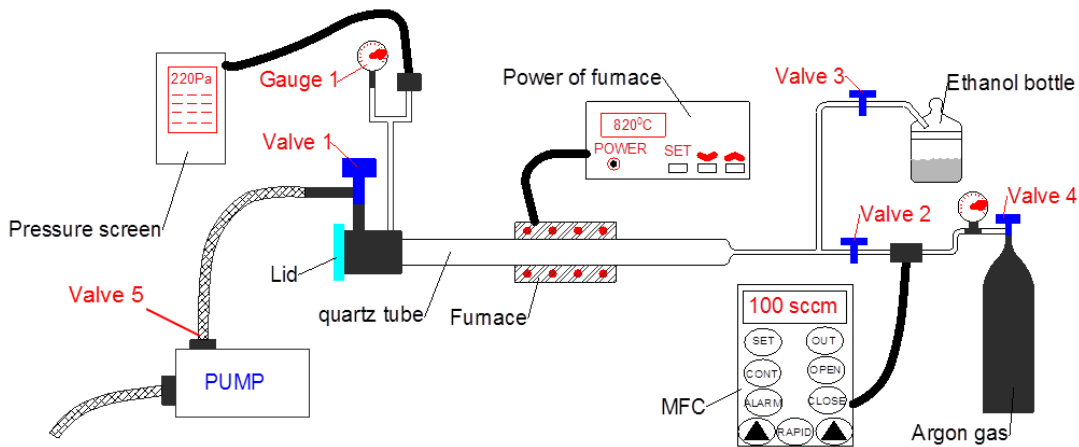 220Pa
Gauge 1
Valve 1
Pressure screen
Lid
Valve 5
PUMP
quartz tube
Furnace
Power of furnace
820⁰C
POWER
SET
Valve 3
Ethanol bottle
Valve 2
Valve 4
100 sccm
SET
OUT
CONT
OPEN
ALARM
CLOSE
RAPID
MFC
Argon gas